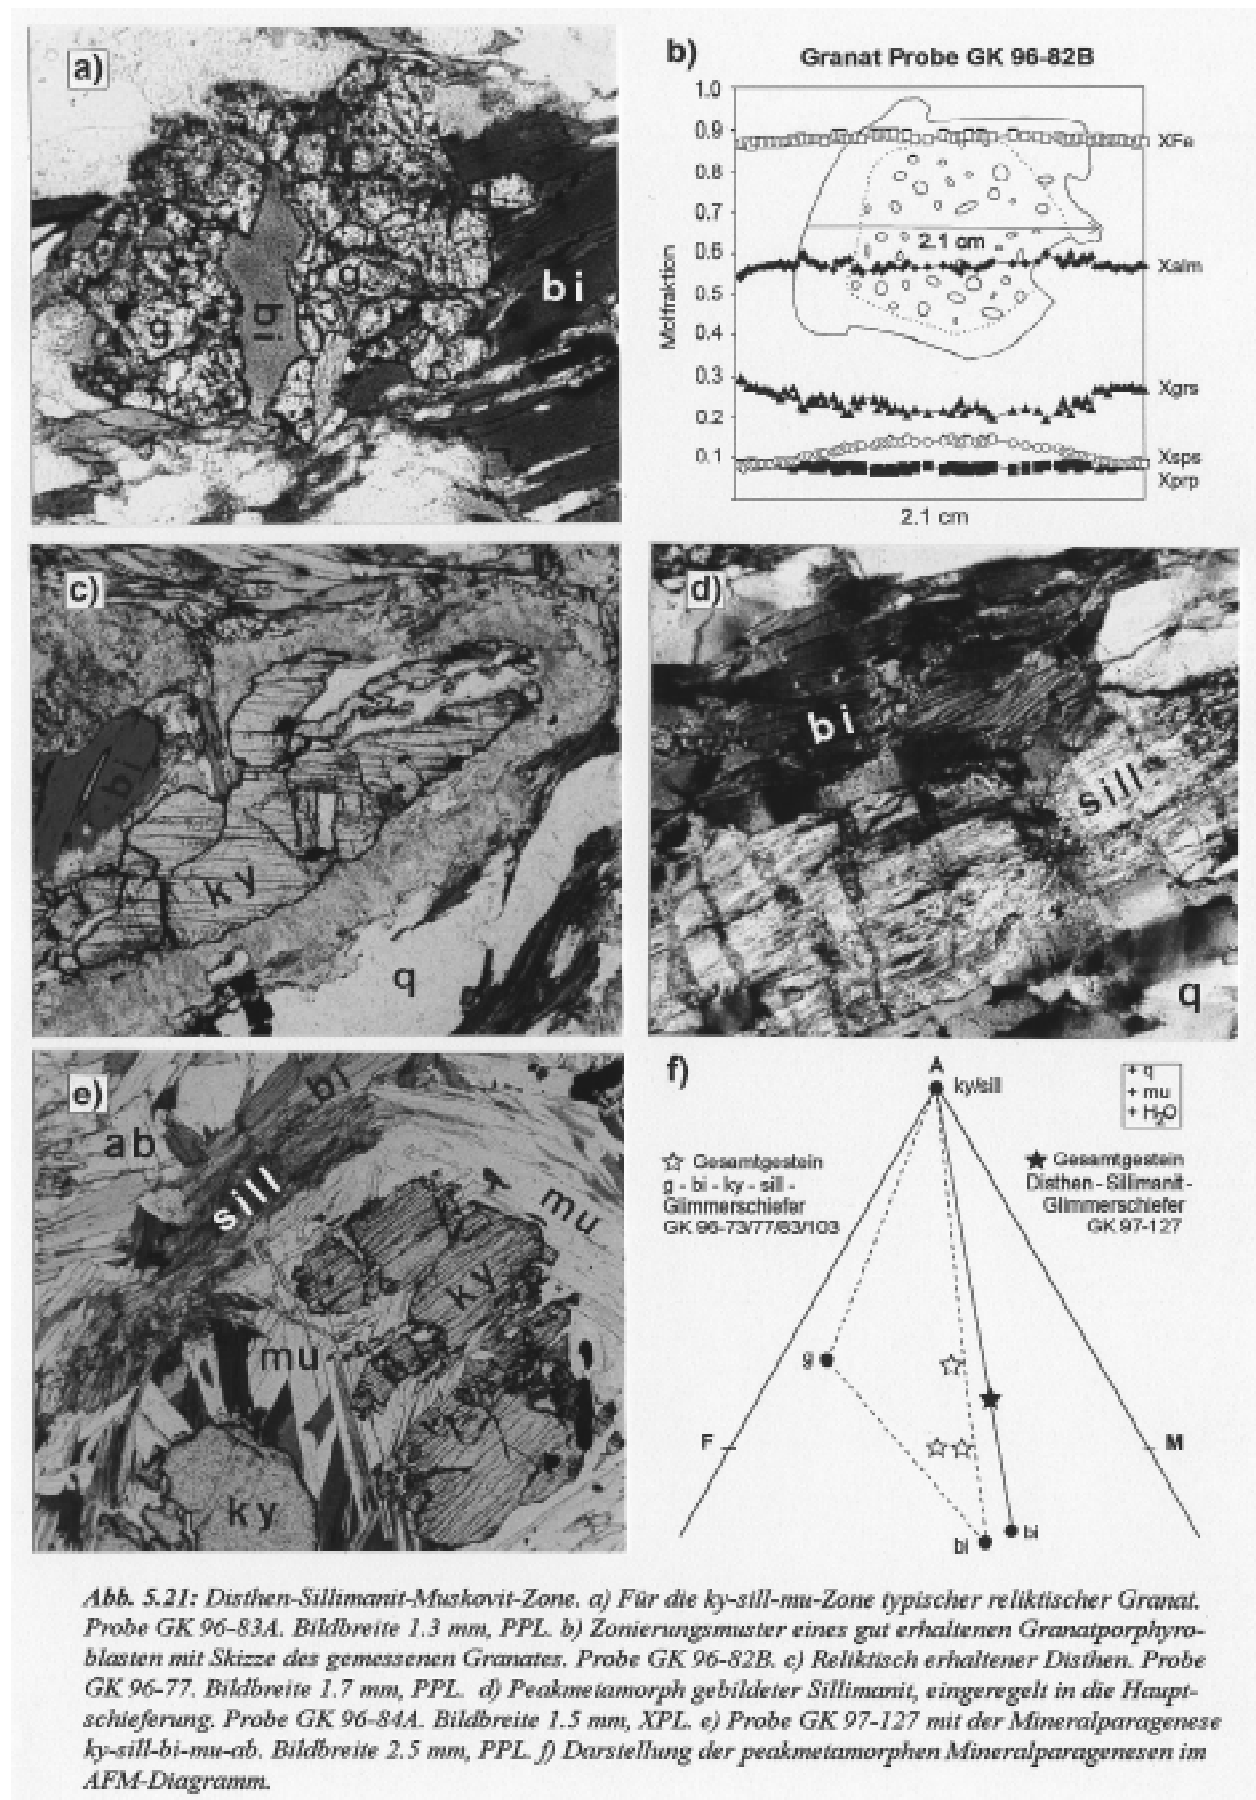 a)
g
bi
g
bi
b)
Granat Probe GK 96-82B
1.0
0.9
0.8
0.7
0.6
0.5
0.4
0.3
0.2
0.1
Molfraktion
2.1 cm
XFe
Xalm
Xgrs
Xsps
Xprp
2.1 cm
c)
bi
ky
q
d)
bi
sill
q
e)
bi
ab
sill
mu
ky
mu
ky
f)
A
ky/sill
+ q
+ mu
+ H2O
☆ Gesamtgestein
g - bi - ky - sill -
Glimmerschiefer
GK 96-73/77/83/103
★ Gesamtgestein
Disthen - Sillimanit -
Glimmerschiefer
GK 97-127
g
F
M
bi
bi
Abb. 5.21: Disthen-Sillimanit-Muskovit-Zone. a) Für die ky-sill-mu-Zone typischer reliktischer Granat.
Probe GK 96-83A. Bildbreite 1.3 mm, PPL. b) Zonierungsmuster eines gut erhaltenen Granatporphyro-
blasten mit Skizze des gemessenen Granates. Probe GK 96-82B. c) Reliktisch erhaltener Disthen. Probe
GK 96-77. Bildbreite 1.7 mm, PPL. d) Peakmetamorph gebildeter Sillimanit, eingeregelt in die Haupt-
schieferung. Probe GK 96-84A. Bildbreite 1.5 mm, XPL. e) Probe GK 97-127 mit der Mineralparagenese
ky-sill-bi-mu-ab. Bildbreite 2.5 mm, PPL. f) Darstellung der peakmetamorphen Mineralparagenesen im
AFM-Diagramm.